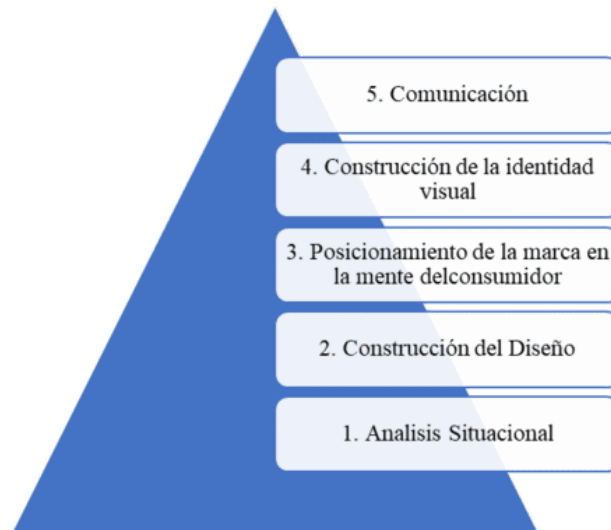 5. Comunicación
4. Construcción de la identidad
visual
3. Posicionamiento de la marca en
la mente delconsumidor
2. Construcción del Diseño
1. Analisis Situacional